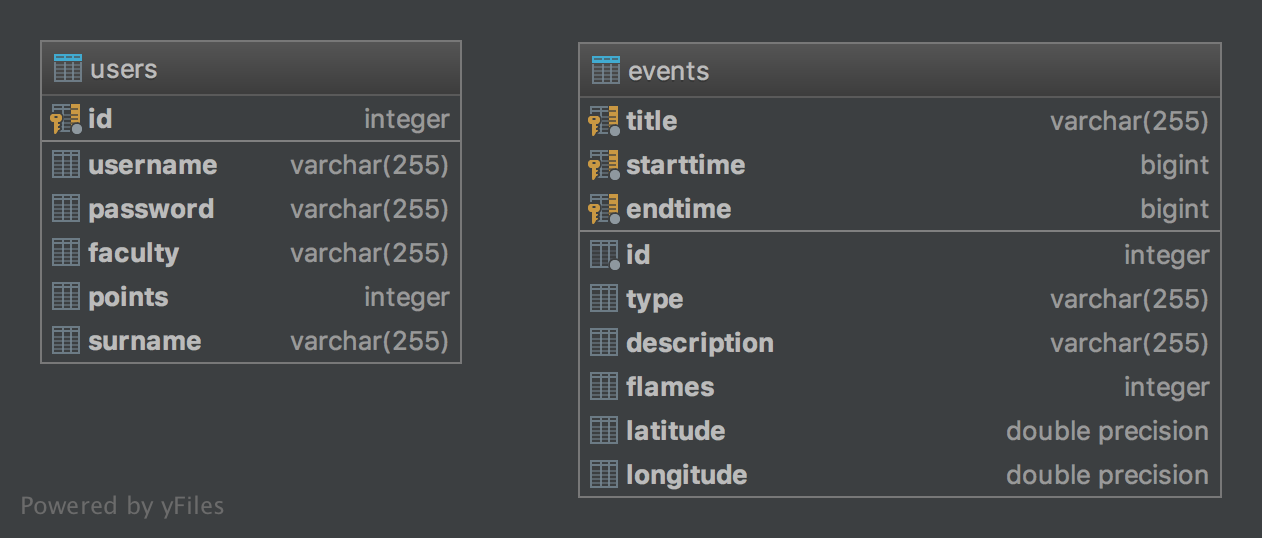 users
id integer
username varchar(255)
password varchar(255)
faculty varchar(255)
points integer
surname varchar(255)
events
title varchar(255)
starttime bigint
endtime bigint
id integer
type varchar(255)
description varchar(255)
flames integer
latitude double precision
longitude double precision
Powered by yFiles